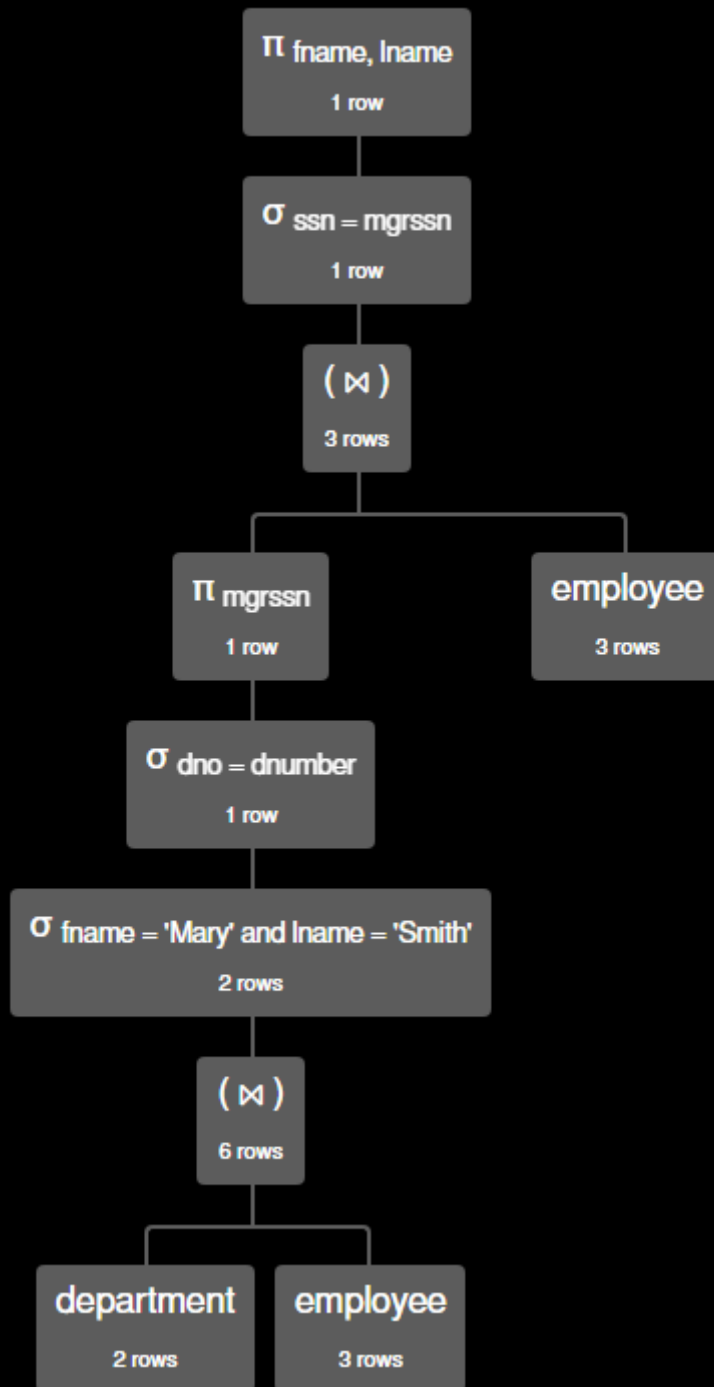 π fname, lname
1 row
σ ssn = mgrssn
1 row
( ⋈ )
3 rows
π mgrssn
1 row
employee
3 rows
σ dno = dnumber
1 row
σ fname = 'Mary' and lname = 'Smith'
2 rows
( ⋈ )
6 rows
department
2 rows
employee
3 rows